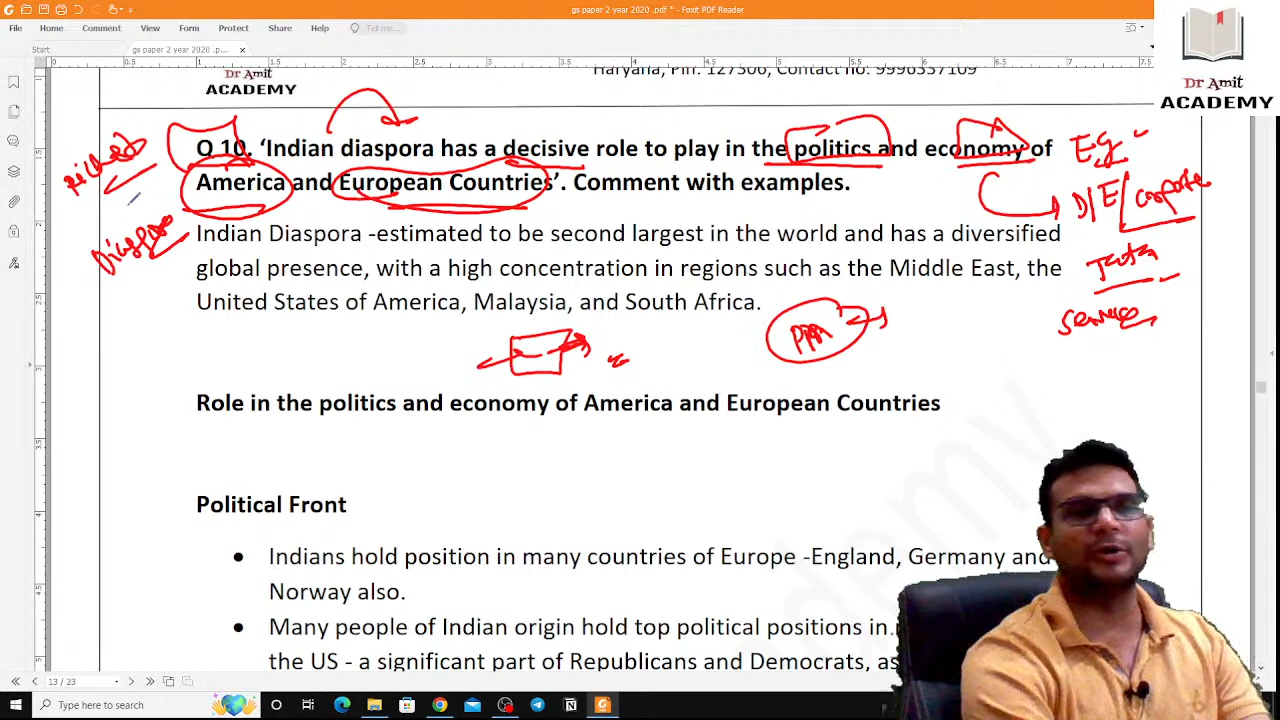 gs paper 2 year 2020 .pdf * - Foxit PDF Reader
File Home Comment View Form Protect Share Help Tell me...
Start gs paper 2 year 2020 .p...
Dr Amit
ACADEMY
Haryana, Pin. 127306, Contact no: 9996337109
Dr Amit
ACADEMY
Q 10. ‘Indian diaspora has a decisive role to play in the politics and economy of
America and European Countries’. Comment with examples.
Eg
D/E/
Diaspora
Indian Diaspora -estimated to be second largest in the world and has a diversified
global presence, with a high concentration in regions such as the Middle East, the
United States of America, Malaysia, and South Africa.
Tata
Service
Role in the politics and economy of America and European Countries
Political Front
● Indians hold position in many countries of Europe -England, Germany and
Norway also.
● Many people of Indian origin hold top political positions in
the US - a significant part of Republicans and Democrats, as
13 / 23
Type here to search